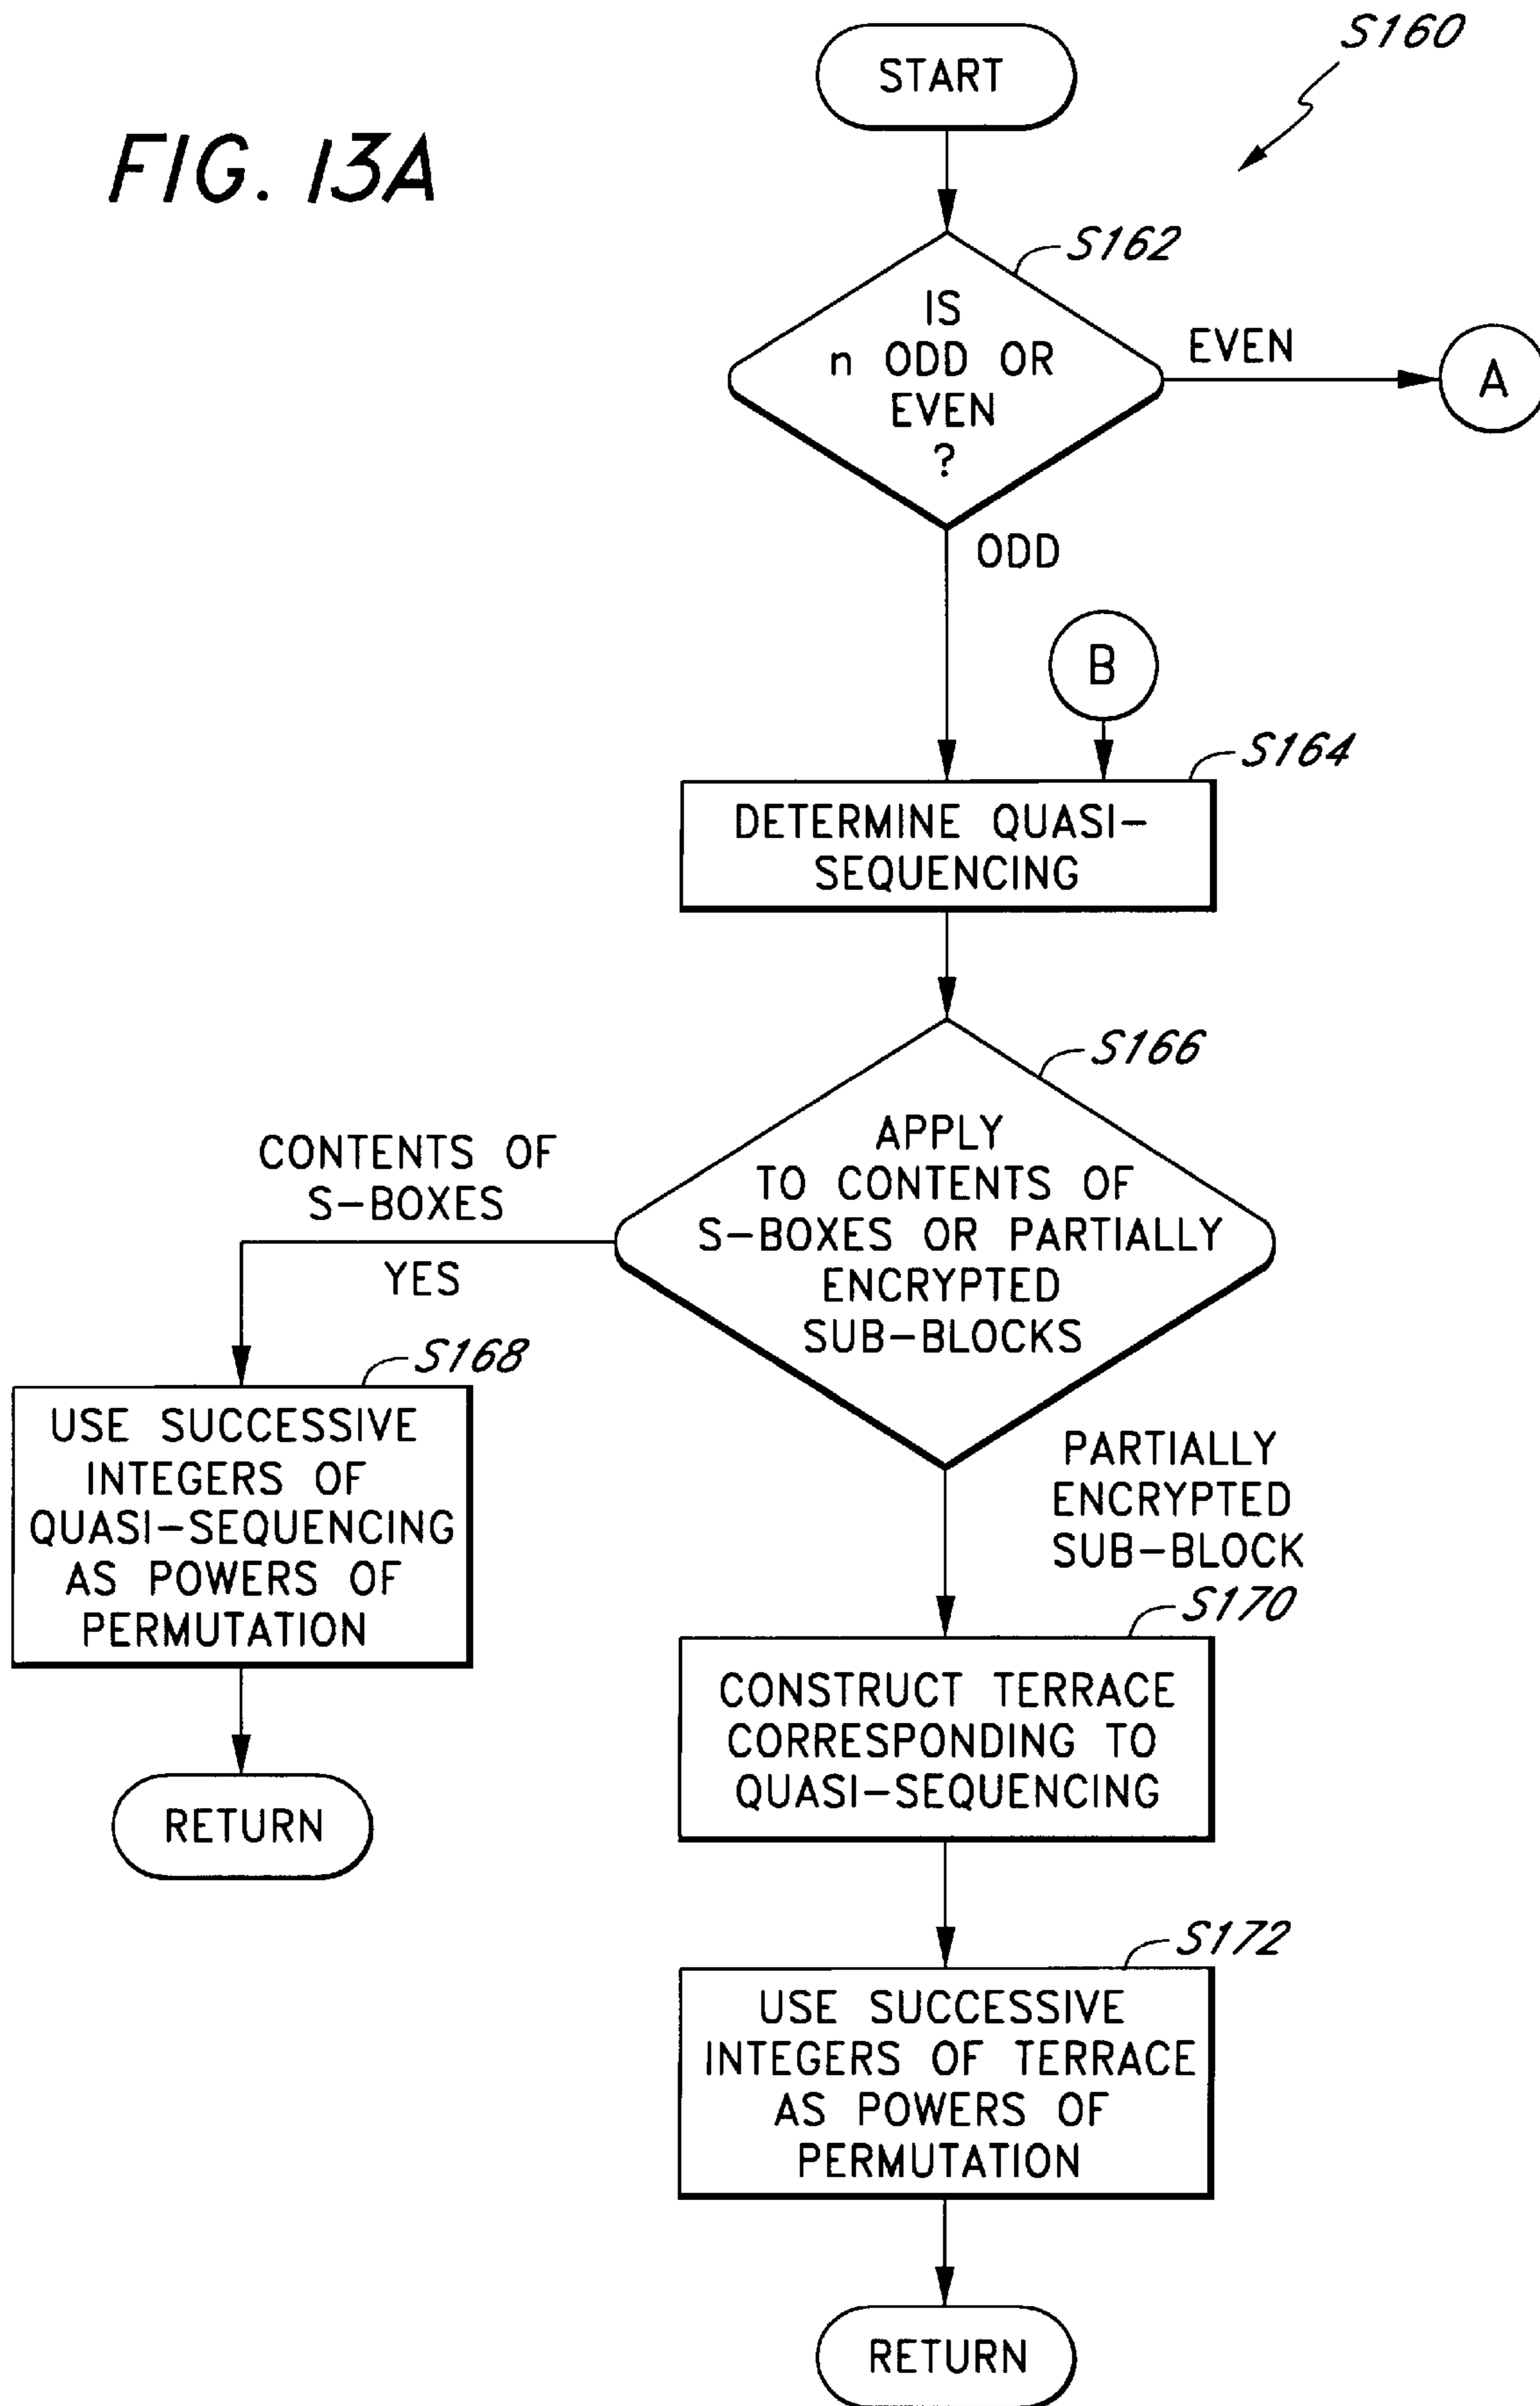 FIG. 13A
START
S160
S162
IS
n ODD OR
EVEN
?
EVEN
A
ODD
B
S164
DETERMINE QUASI-
SEQUENCING
S166
APPLY
TO CONTENTS OF
S-BOXES OR PARTIALLY
ENCRYPTED
SUB-BLOCKS
CONTENTS OF
S-BOXES
YES
S168
USE SUCCESSIVE
INTEGERS OF
QUASI-SEQUENCING
AS POWERS OF
PERMUTATION
RETURN
PARTIALLY
ENCRYPTED
SUB-BLOCK
S170
CONSTRUCT TERRACE
CORRESPONDING TO
QUASI-SEQUENCING
S172
USE SUCCESSIVE
INTEGERS OF TERRACE
AS POWERS OF
PERMUTATION
RETURN